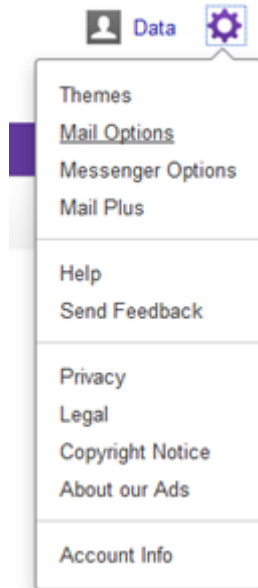 Data
Themes
Mail Options
Messenger Options
Mail Plus
Help
Send Feedback
Privacy
Legal
Copyright Notice
About our Ads
Account Info